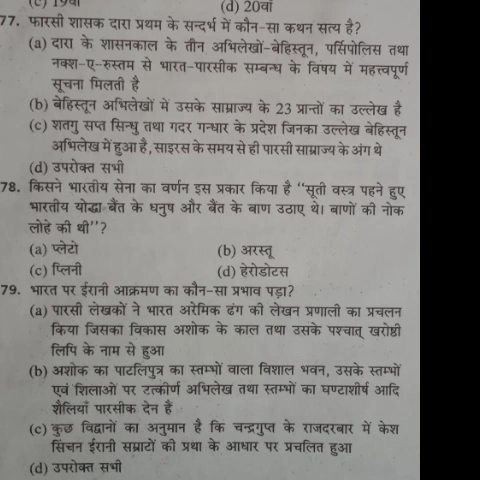 (c) 19वाँ (d) 20वाँ
77. फारसी शासक दारा प्रथम के सन्दर्भ में कौन-सा कथन सत्य है?
(a) दारा के शासनकाल के तीन अभिलेखों-बेहिस्तून, पर्सिपोलिस तथा
नक्श-ए-रुस्तम से भारत-पारसीक सम्बन्ध के विषय में महत्त्वपूर्ण
सूचना मिलती है
(b) बेहिस्तून अभिलेखों में उसके साम्राज्य के 23 प्रान्तों का उल्लेख है
(c) शतगु सप्त सिन्धु तथा गदर गन्धार के प्रदेश जिनका उल्लेख बेहिस्तून
अभिलेख में हुआ है, साइरस के समय से ही पारसी साम्राज्य के अंग थे
(d) उपरोक्त सभी
78. किसने भारतीय सेना का वर्णन इस प्रकार किया है "सूती वस्त्र पहने हुए
भारतीय योद्धा बैंत के धनुष और बैंत के बाण उठाए थे। बाणों की नोक
लोहे की थी"?
(a) प्लेटो (b) अरस्तू
(c) प्लिनी (d) हेरोडोटस
79. भारत पर ईरानी आक्रमण का कौन-सा प्रभाव पड़ा?
(a) पारसी लेखकों ने भारत अरेमिक ढंग की लेखन प्रणाली का प्रचलन
किया जिसका विकास अशोक के काल तथा उसके पश्चात् खरोष्ठी
लिपि के नाम से हुआ
(b) अशोक का पाटलिपुत्र का स्तम्भों वाला विशाल भवन, उसके स्तम्भों
एवं शिलाओं पर उत्कीर्ण अभिलेख तथा स्तम्भों का घण्टाशीर्ष आदि
शैलियाँ पारसीक देन हैं
(c) कुछ विद्वानों का अनुमान है कि चन्द्रगुप्त के राजदरबार में केश
सिंचन ईरानी सम्राटों की प्रथा के आधार पर प्रचलित हुआ
(d) उपरोक्त सभी